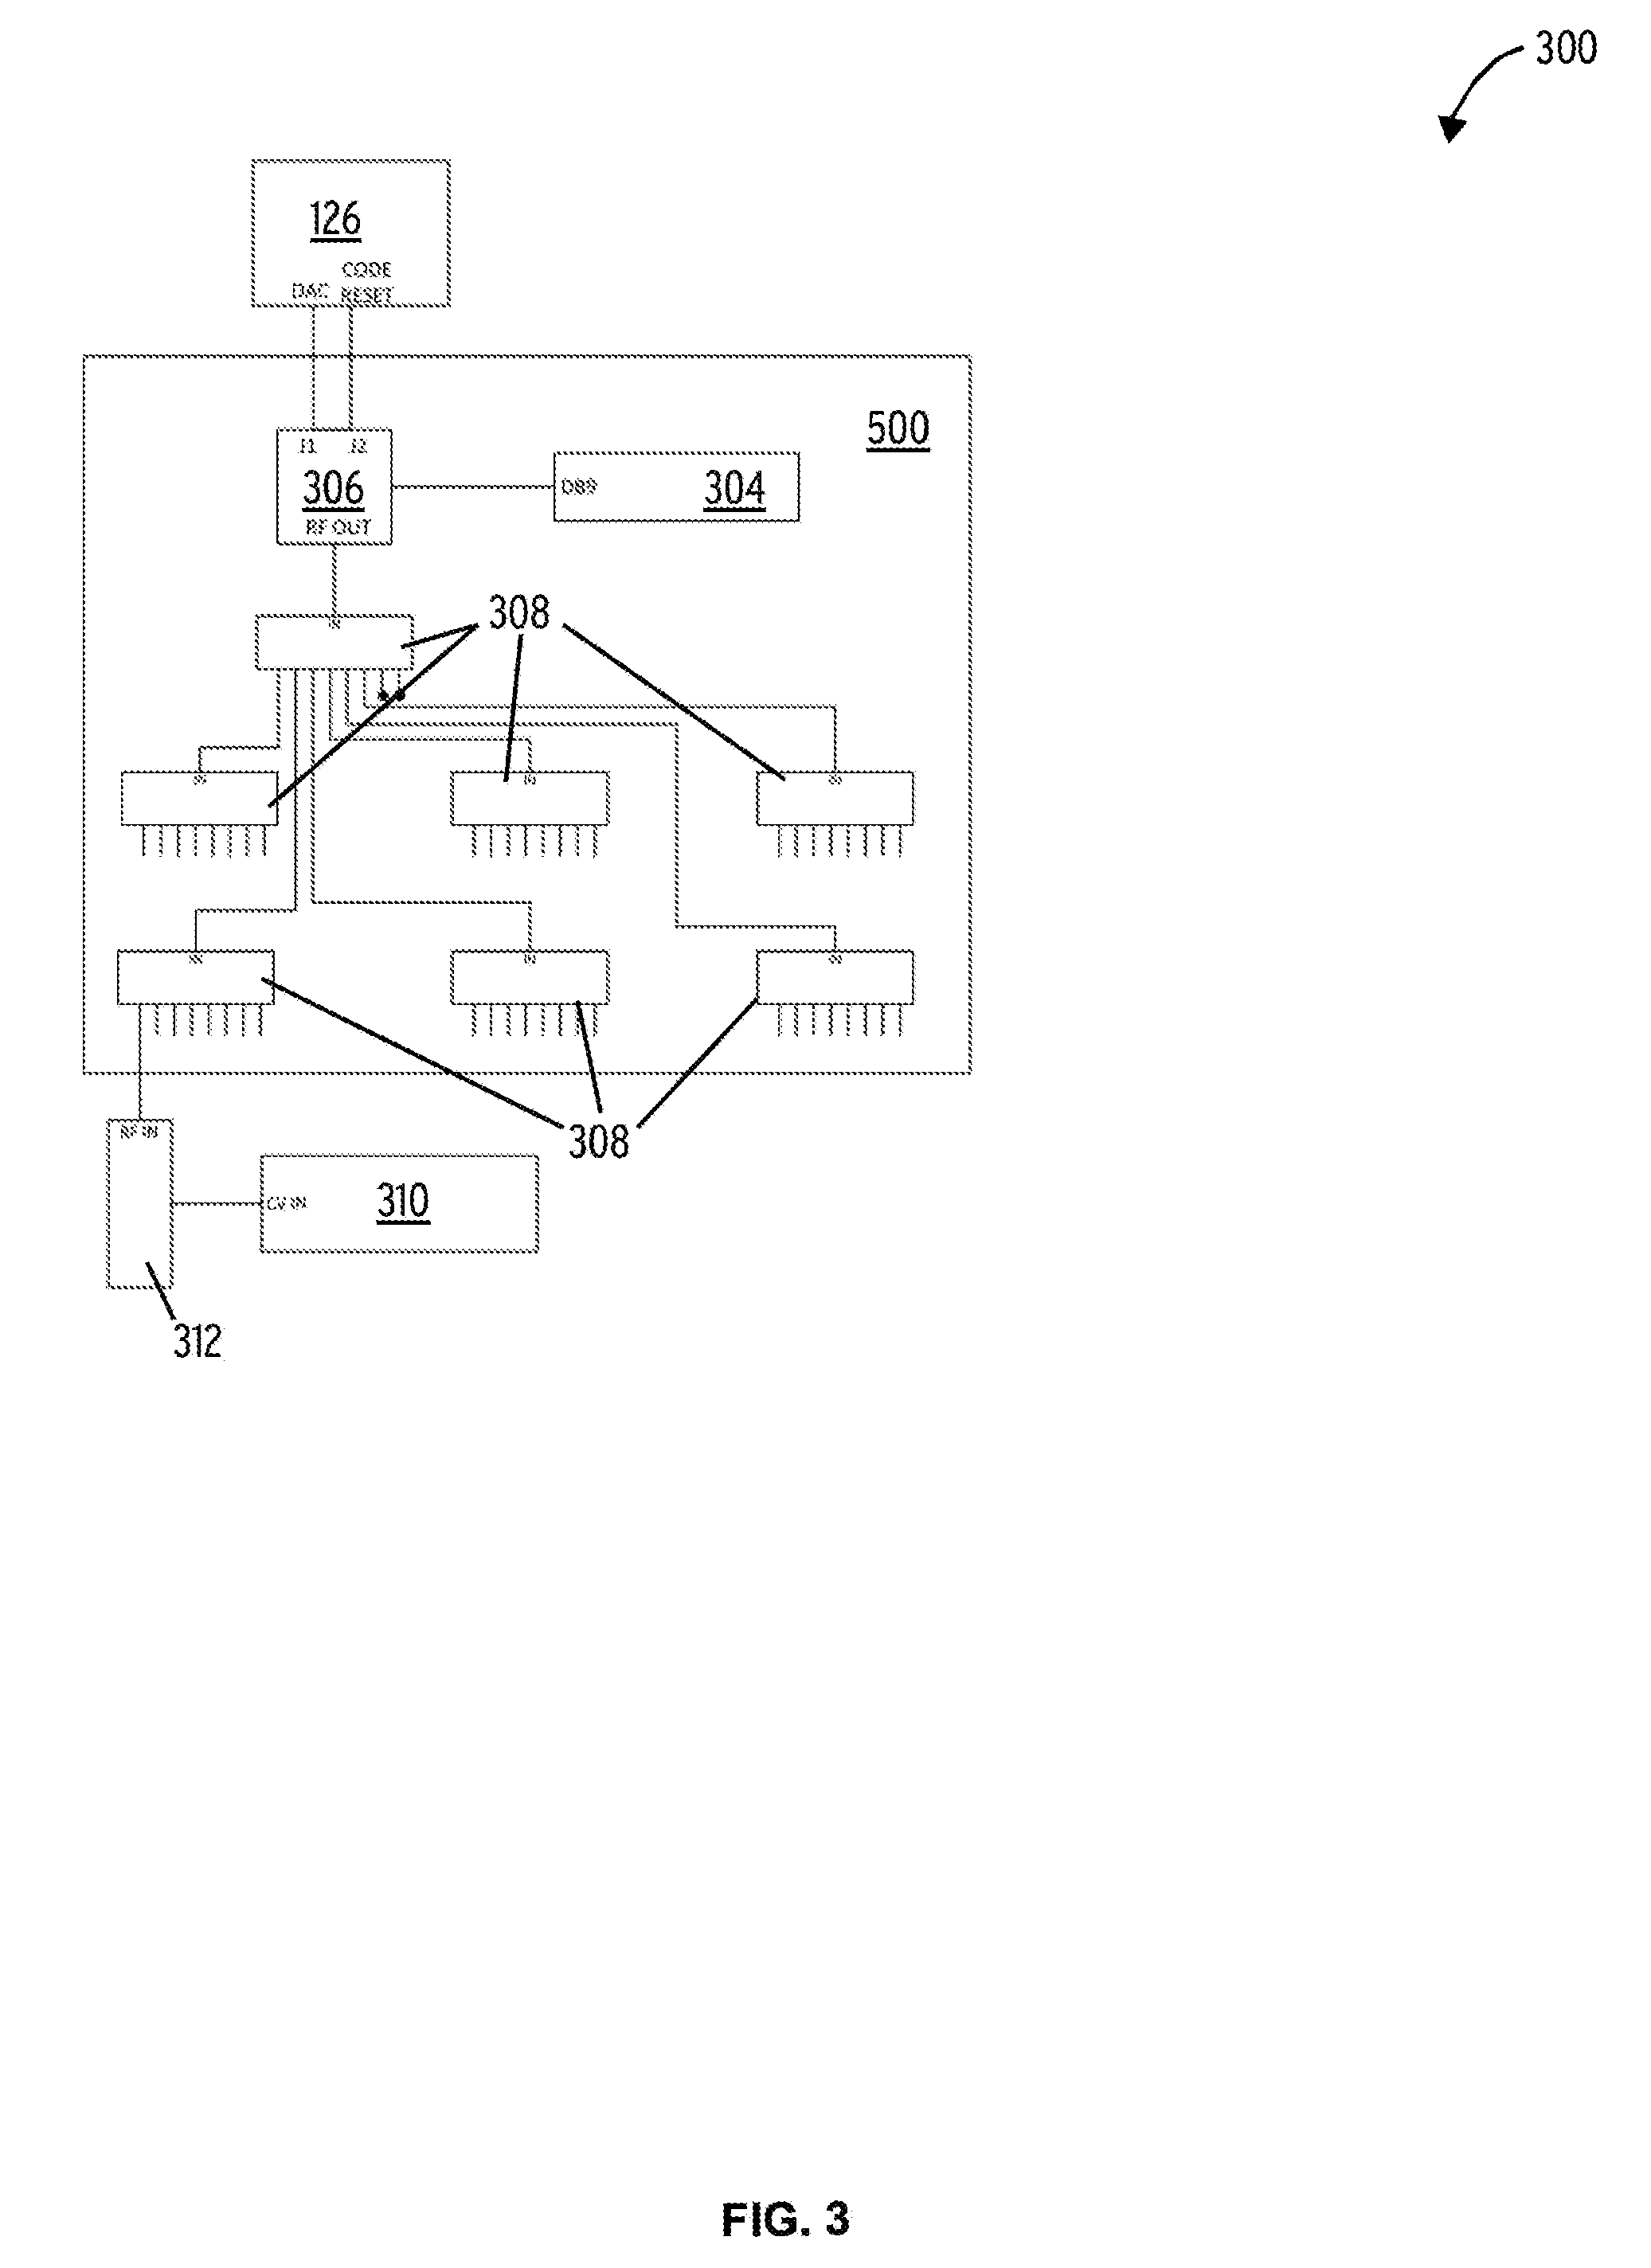 300
126
CODE
DAC RESET
500
J1 J2
306
RF OUT
DB9 304
308
IN
IN IN IN
IN IN IN
308
RF IN
310
CV IN
312
FIG. 3